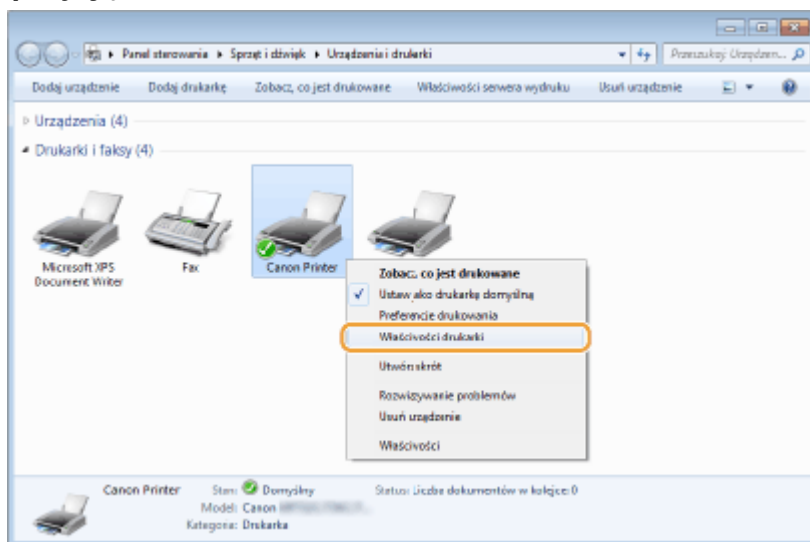 Panel sterowania ▸ Sprzęt i dźwięk ▸ Urządzenia i drukarki
Przeszukaj: Urządzen...
Dodaj urządzenie Dodaj drukarkę Zobacz, co jest drukowane Właściwości serwera wydruku Usuń urządzenie
Urządzenia (4)
Drukarki i faksy (4)
Microsoft XPS
Document Writer
Fax
Canon Printer
Zobacz, co jest drukowane
Ustaw jako drukarkę domyślną
Preferencje drukowania
Właściwości drukarki
Utwórz skrót
Rozwiązywanie problemów
Usuń urządzenie
Właściwości
Canon Printer Stan: Domyślny Status: Liczba dokumentów w kolejce: 0
Model: Canon
Kategoria: Drukarka